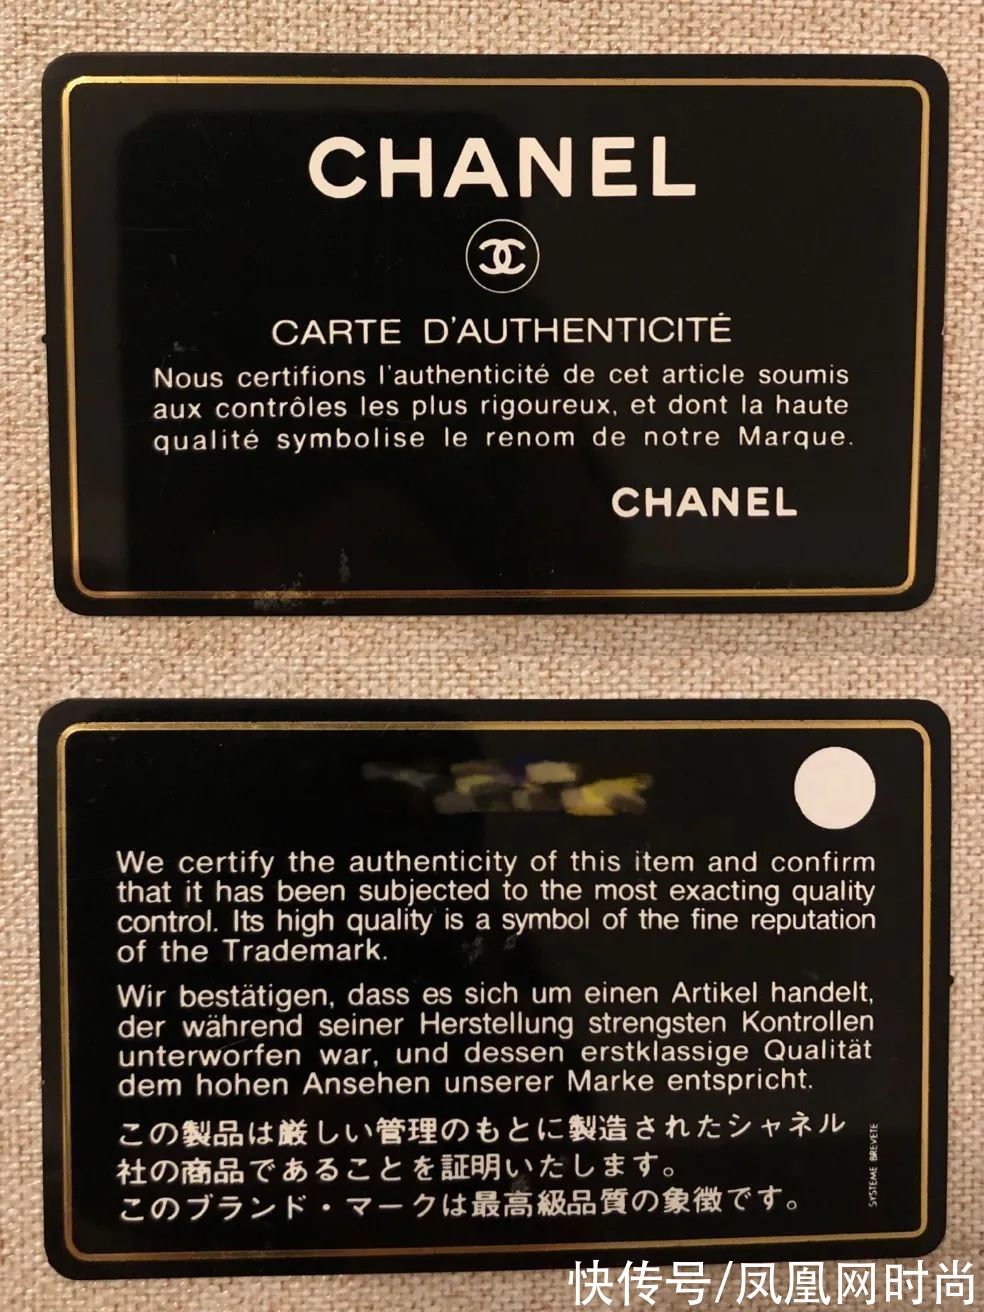 CHANEL
CARTE D'AUTHENTICITÉ
Nous certifions l'authenticité de cet article soumis
aux contrôles les plus rigoureux, et dont la haute
qualité symbolise le renom de notre Marque.
CHANEL
We certify the authenticity of this item and confirm
that it has been subjected to the most exacting quality
control. Its high quality is a symbol of the fine reputation
of the Trademark.
Wir bestätigen, dass es sich um einen Artikel handelt,
der während seiner Herstellung strengsten Kontrollen
unterworfen war, und dessen erstklassige Qualität
dem hohen Ansehen unserer Marke entspricht.
この製品は厳しい管理のもとに製造されたシャネル
社の商品であることを証明いたします。
このブランド・マークは最高級品質の象徴です。
SYSTEME BREVETE
快传号/凤凰网时尚